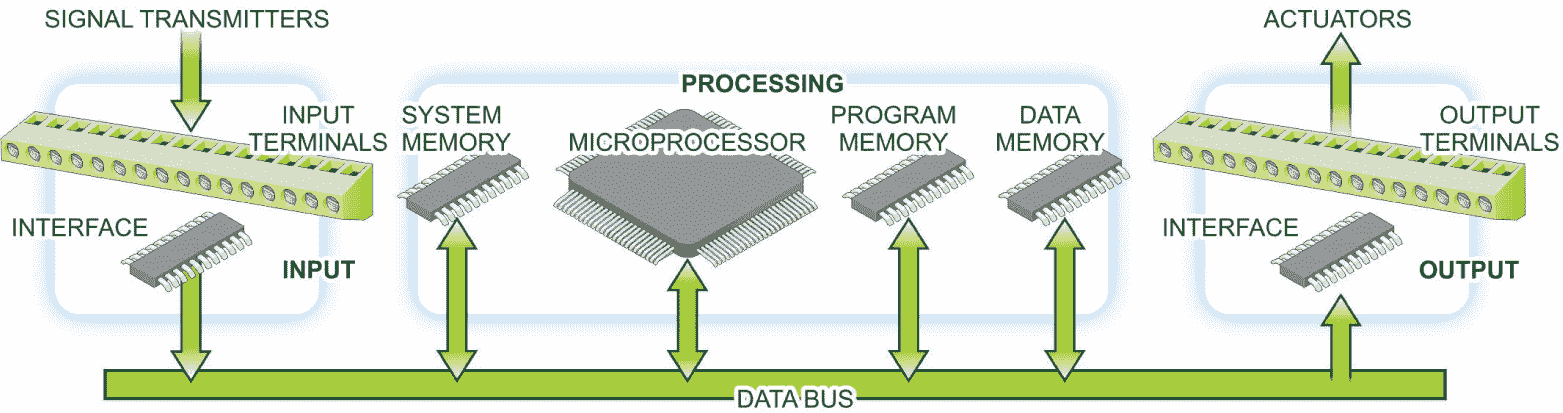 SIGNAL TRANSMITTERS
ACTUATORS
PROCESSING
INPUT
TERMINALS
SYSTEM
MEMORY
MICROPROCESSOR
PROGRAM
MEMORY
DATA
MEMORY
OUTPUT
TERMINALS
INTERFACE
INPUT
INTERFACE
OUTPUT
DATA BUS